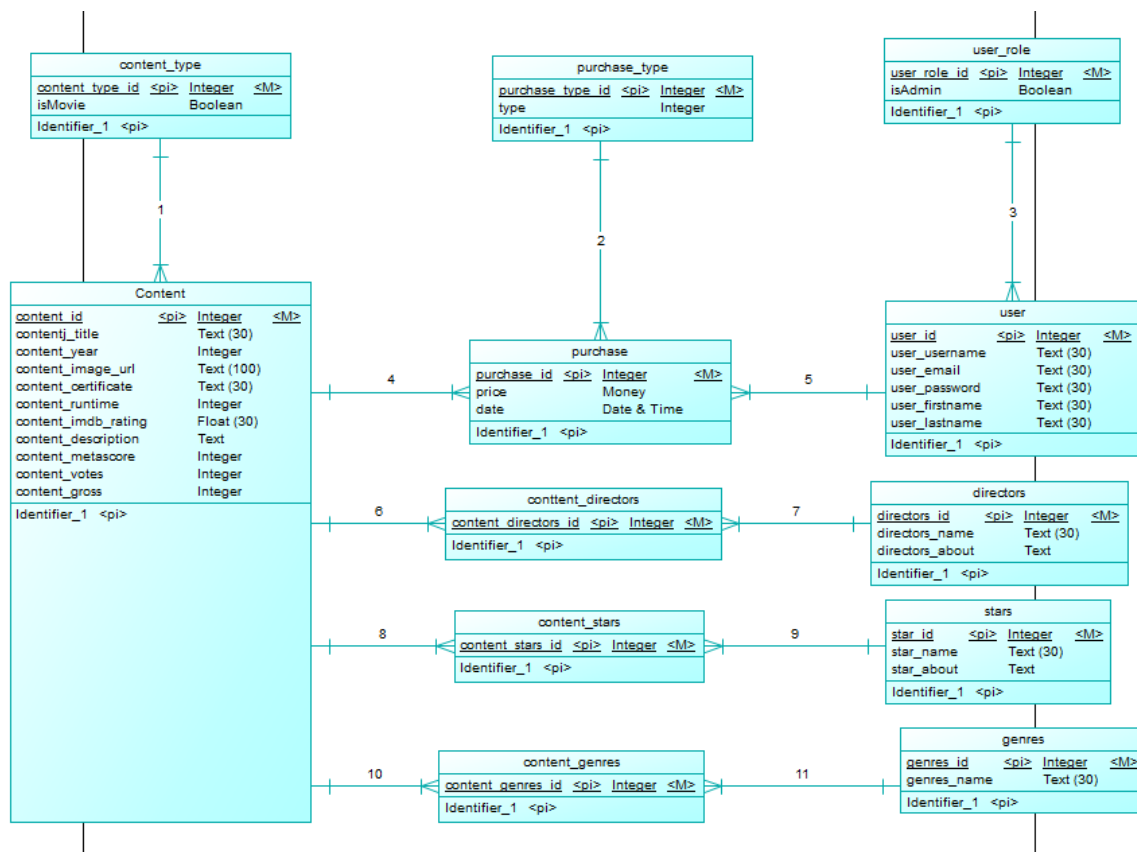 content_type
content_type_id <pi> Integer <M>
isMovie Boolean
Identifier_1 <pi>
purchase_type
purchase_type_id <pi> Integer <M>
type Integer
Identifier_1 <pi>
user_role
user_role_id <pi> Integer <M>
isAdmin Boolean
Identifier_1 <pi>
1
2
3
Content
content_id <pi> Integer <M>
contentj_title Text (30)
content_year Integer
content_image_url Text (100)
content_certificate Text (30)
content_runtime Integer
content_imdb_rating Float (30)
content_description Text
content_metascore Integer
content_votes Integer
content_gross Integer
Identifier_1 <pi>
4
purchase
purchase_id <pi> Integer <M>
price Money
date Date & Time
Identifier_1 <pi>
5
user
user_id <pi> Integer <M>
user_username Text (30)
user_email Text (30)
user_password Text (30)
user_firstname Text (30)
user_lastname Text (30)
Identifier_1 <pi>
6
conttent_directors
content_directors_id <pi> Integer <M>
Identifier_1 <pi>
7
directors
directors_id <pi> Integer <M>
directors_name Text (30)
directors_about Text
Identifier_1 <pi>
8
content_stars
content_stars_id <pi> Integer <M>
Identifier_1 <pi>
9
stars
star_id <pi> Integer <M>
star_name Text (30)
star_about Text
Identifier_1 <pi>
10
content_genres
content_genres_id <pi> Integer <M>
Identifier_1 <pi>
11
genres
genres_id <pi> Integer <M>
genres_name Text (30)
Identifier_1 <pi>